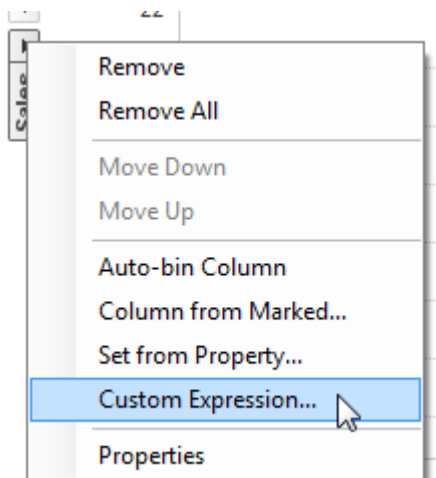 22
Sales
Remove
Remove All
Move Down
Move Up
Auto-bin Column
Column from Marked...
Set from Property...
Custom Expression...
Properties